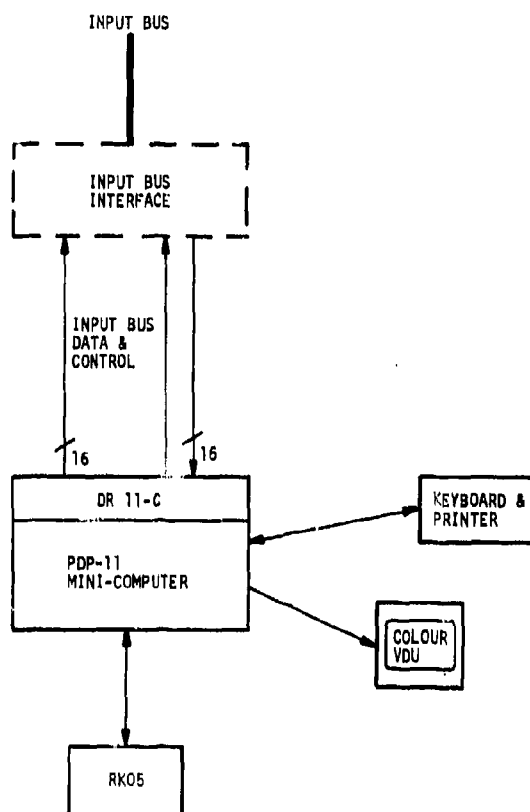 INPUT BUS
INPUT BUS
INTERFACE
INPUT BUS
DATA &
CONTROL
16
16
DR 11-C
PDP-11
MINI-COMPUTER
KEYBOARD &
PRINTER
COLOUR
VDU
RK05